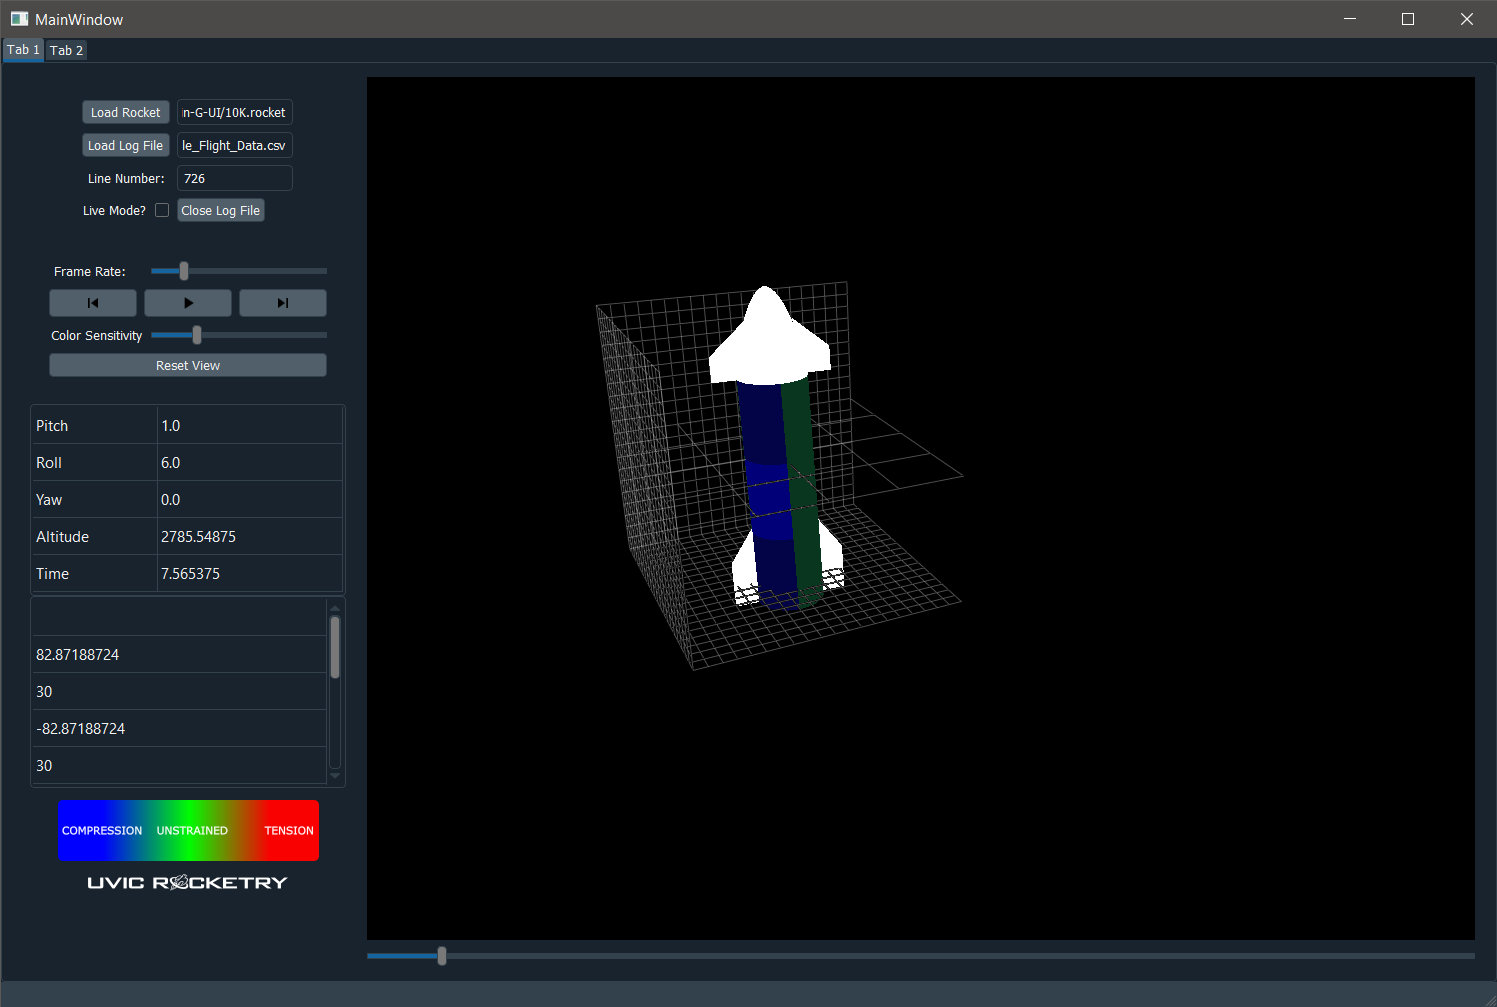 MainWindow
Tab 1 Tab 2
Load Rocket n-G-UI/10K.rocket
Load Log File le_Flight_Data.csv
Line Number: 726
Live Mode? Close Log File
Frame Rate:
Color Sensitivity
Reset View
Pitch 1.0
Roll 6.0
Yaw 0.0
Altitude 2785.54875
Time 7.565375
82.87188724
30
-82.87188724
30
COMPRESSION UNSTRAINED TENSION
UVIC ROCKETRY